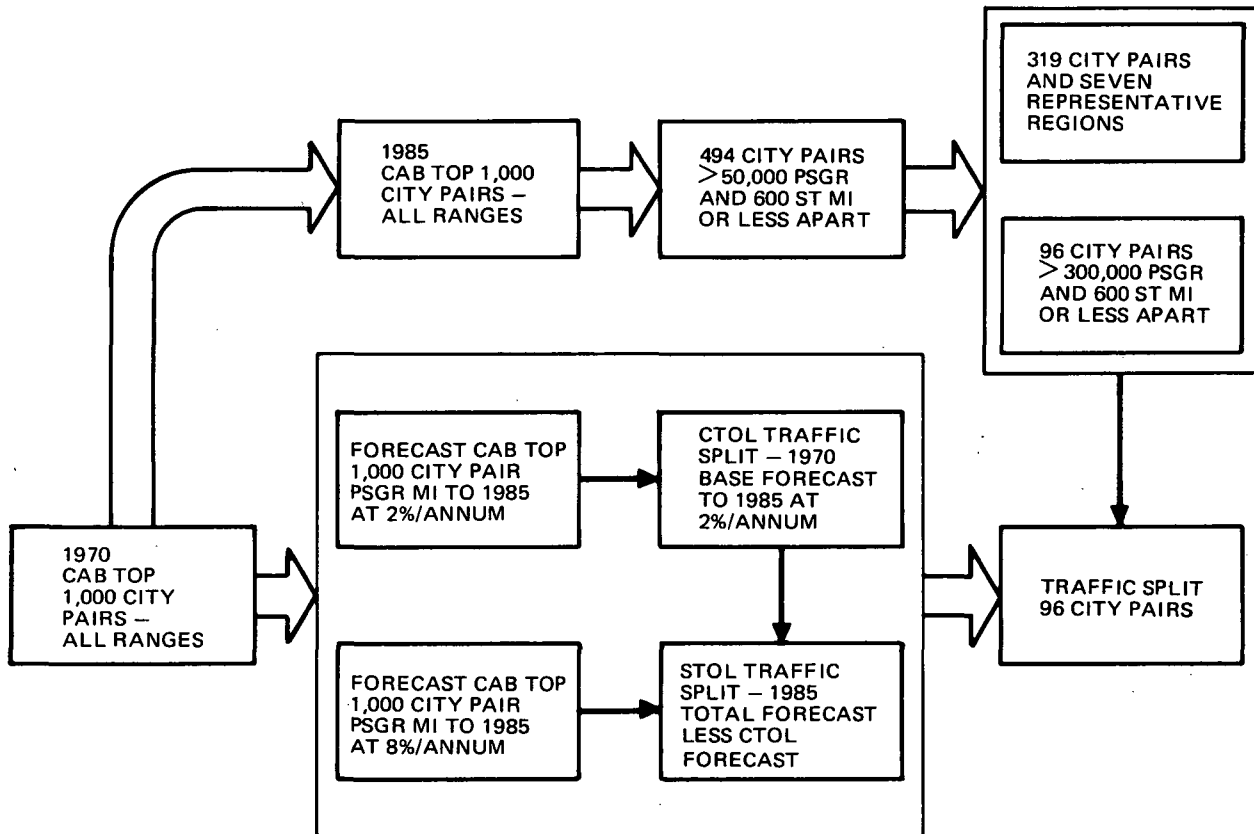 1985
CAB TOP 1,000
CITY PAIRS –
ALL RANGES
494 CITY PAIRS
>50,000 PSGR
AND 600 ST MI
OR LESS APART
319 CITY PAIRS
AND SEVEN
REPRESENTATIVE
REGIONS
96 CITY PAIRS
> 300,000 PSGR
AND 600 ST MI
OR LESS APART
1970
CAB TOP
1,000 CITY
PAIRS –
ALL RANGES
FORECAST CAB TOP
1,000 CITY PAIR
PSGR MI TO 1985
AT 2%/ANNUM
CTOL TRAFFIC
SPLIT – 1970
BASE FORECAST
TO 1985 AT
2%/ANNUM
FORECAST CAB TOP
1,000 CITY PAIR
PSGR MI TO 1985
AT 8%/ANNUM
STOL TRAFFIC
SPLIT – 1985
TOTAL FORECAST
LESS CTOL
FORECAST
TRAFFIC SPLIT
96 CITY PAIRS